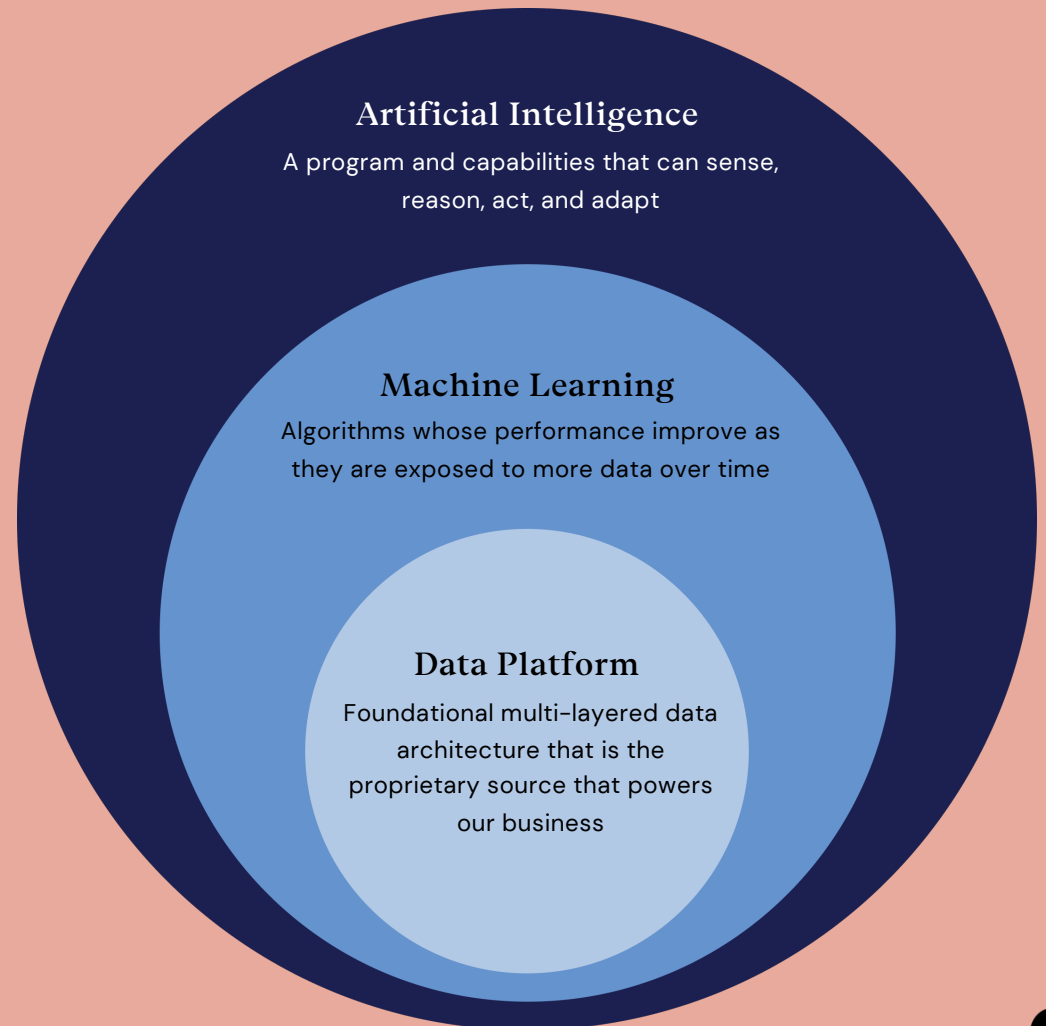 Artificial Intelligence
A program and capabilities that can sense,
reason, act, and adapt
Machine Learning
Algorithms whose performance improve as
they are exposed to more data over time
Data Platform
Foundational multi-layered data
architecture that is the
proprietary source that powers
our business